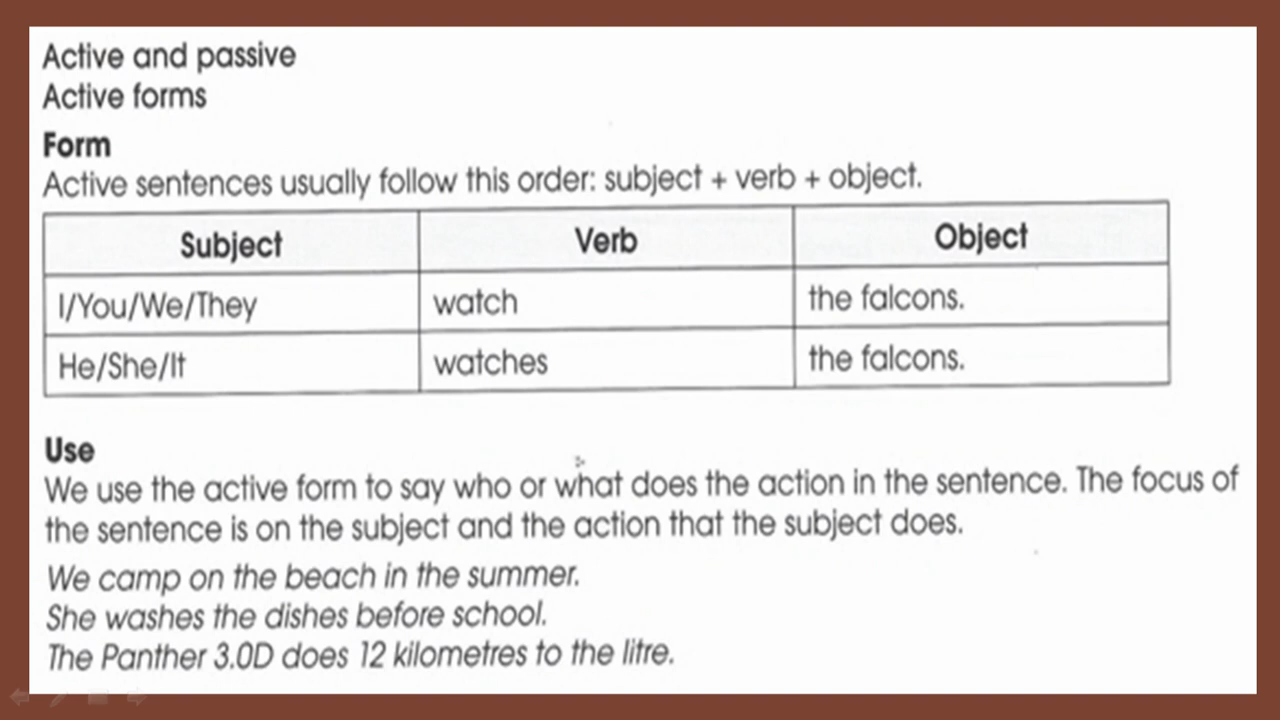 Active and passive
Active forms
Form
Active sentences usually follow this order: subject + verb + object.
Subject Verb Object
I/You/We/They watch the falcons.
He/She/It watches the falcons.
Use
We use the active form to say who or what does the action in the sentence. The focus of
the sentence is on the subject and the action that the subject does.
We camp on the beach in the summer.
She washes the dishes before school.
The Panther 3.0D does 12 kilometres to the litre.